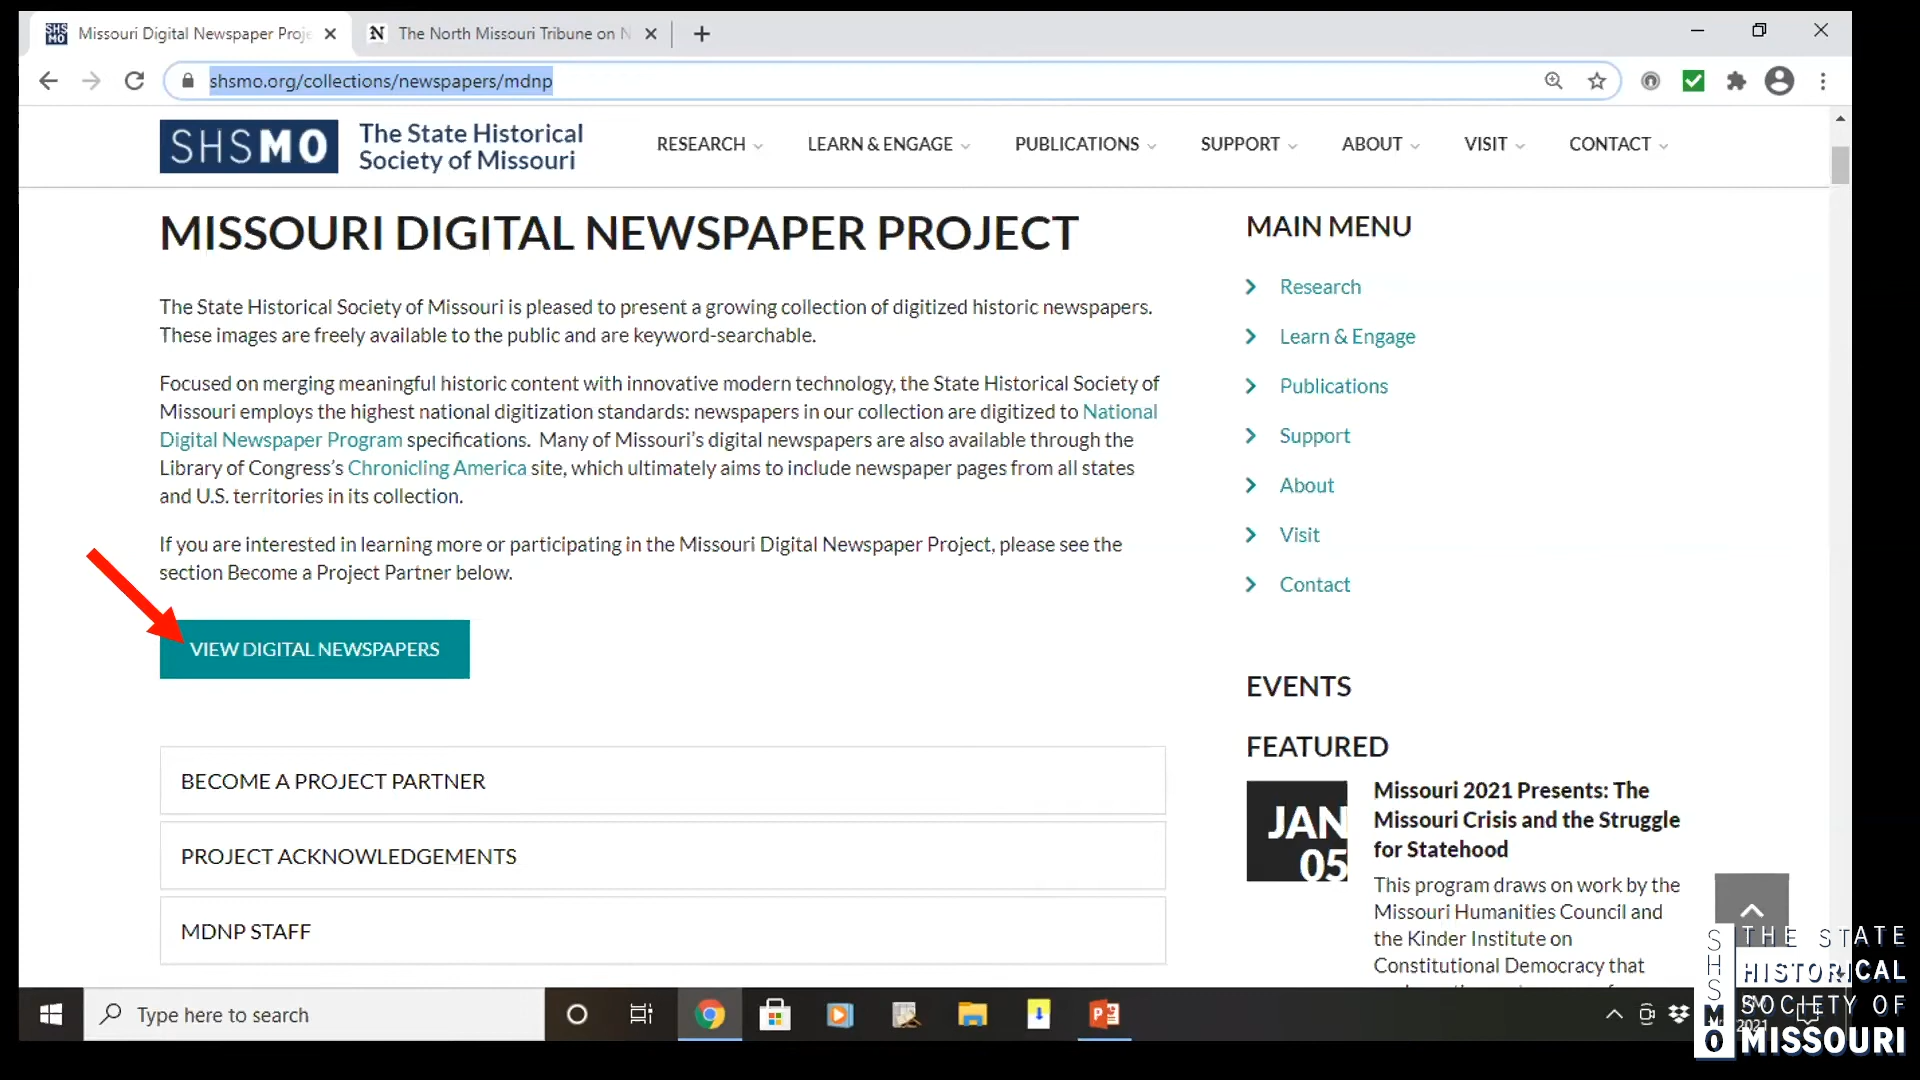 SHS
MO
Missouri Digital Newspaper Proje
N
The North Missouri Tribune on N
shsmo.org/collections/newspapers/mdnp
SHSMO
The State Historical
Society of Missouri
RESEARCH
LEARN & ENGAGE
PUBLICATIONS
SUPPORT
ABOUT
VISIT
CONTACT
MISSOURI DIGITAL NEWSPAPER PROJECT
The State Historical Society of Missouri is pleased to present a growing collection of digitized historic newspapers.
These images are freely available to the public and are keyword-searchable.
Focused on merging meaningful historic content with innovative modern technology, the State Historical Society of
Missouri employs the highest national digitization standards: newspapers in our collection are digitized to National
Digital Newspaper Program specifications. Many of Missouri's digital newspapers are also available through the
Library of Congress's Chronicling America site, which ultimately aims to include newspaper pages from all states
and U.S. territories in its collection.
If you are interested in learning more or participating in the Missouri Digital Newspaper Project, please see the
section Become a Project Partner below.
VIEW DIGITAL NEWSPAPERS
BECOME A PROJECT PARTNER
PROJECT ACKNOWLEDGEMENTS
MDNP STAFF
MAIN MENU
Research
Learn & Engage
Publications
Support
About
Visit
Contact
EVENTS
FEATURED
JAN
05
Missouri 2021 Presents: The
Missouri Crisis and the Struggle
for Statehood
This program draws on work by the
Missouri Humanities Council and
the Kinder Institute on
Constitutional Democracy that
Type here to search
SHSMO
THE STATE
HISTORICAL
SOCIETY OF
MISSOURI